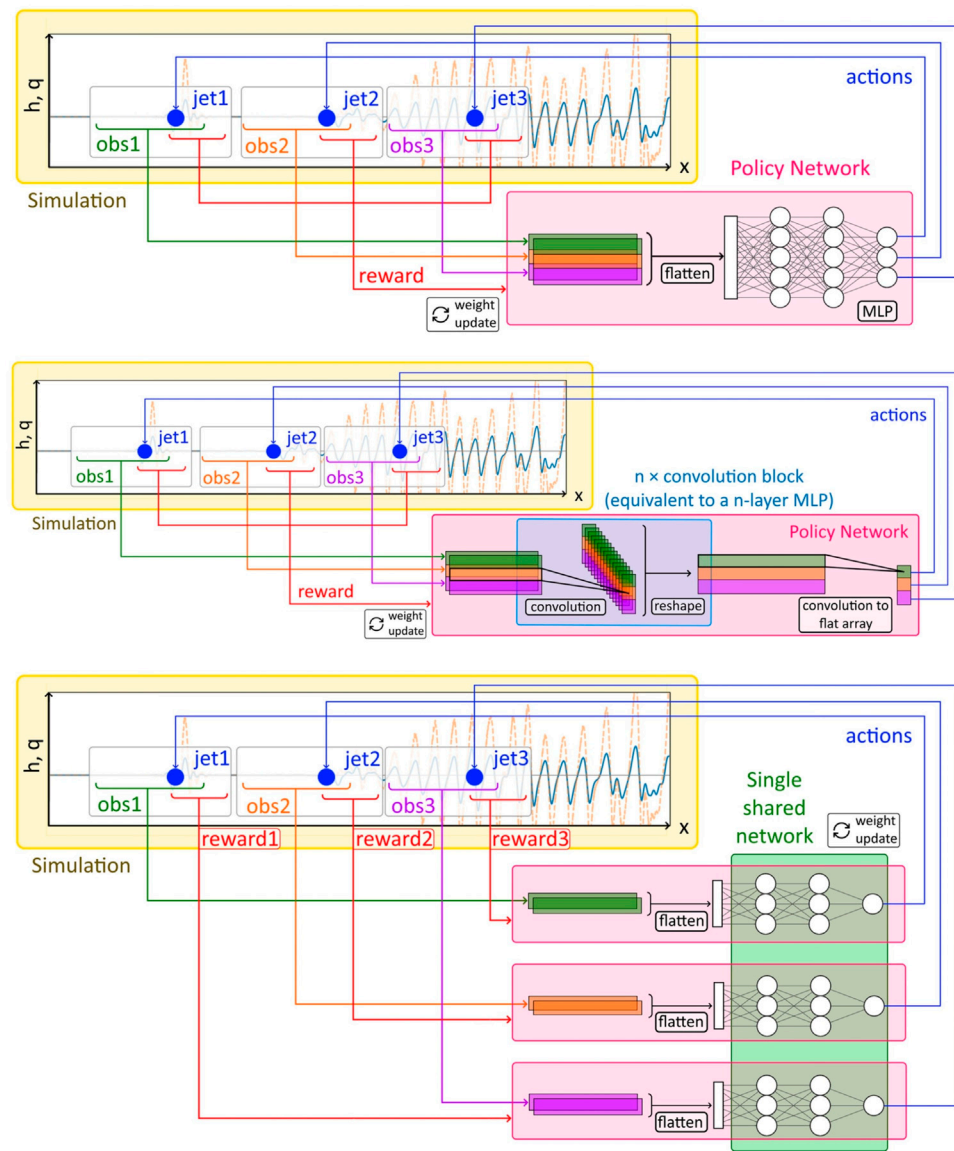 h, q
jet1
jet2
jet3
obs1
obs2
obs3
x
Simulation
actions
Policy Network
flatten
MLP
reward
weight
update
h, q
jet1
jet2
jet3
obs1
obs2
obs3
x
Simulation
actions
n × convolution block
(equivalent to a n-layer MLP)
Policy Network
convolution
reshape
convolution to
flat array
reward
weight
update
h, q
jet1
jet2
jet3
obs1
obs2
obs3
x
reward1
reward2
reward3
Simulation
actions
Single
shared
network
weight
update
flatten
flatten
flatten